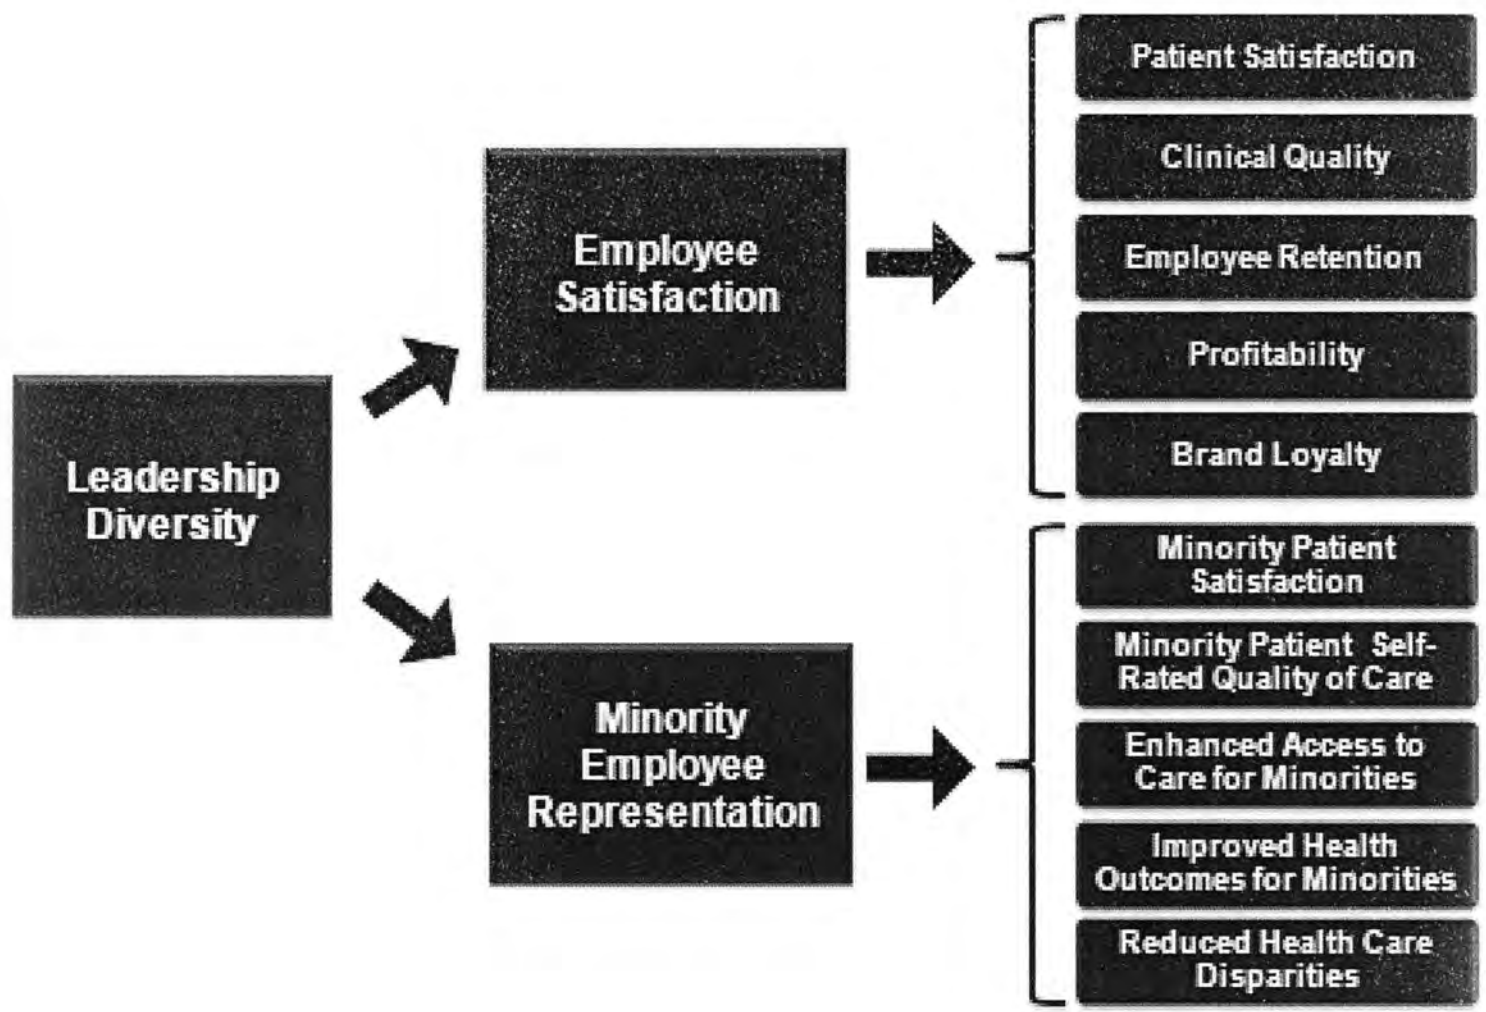 Leadership
Diversity
Employee
Satisfaction
Patient Satisfaction
Clinical Quality
Employee Retention
Profitability
Brand Loyalty
Minority
Employee
Representation
Minority Patient
Satisfaction
Minority Patient Self-
Rated Quality of Care
Enhanced Access to
Care for Minorities
Improved Health
Outcomes for Minorities
Reduced Health Care
Disparities